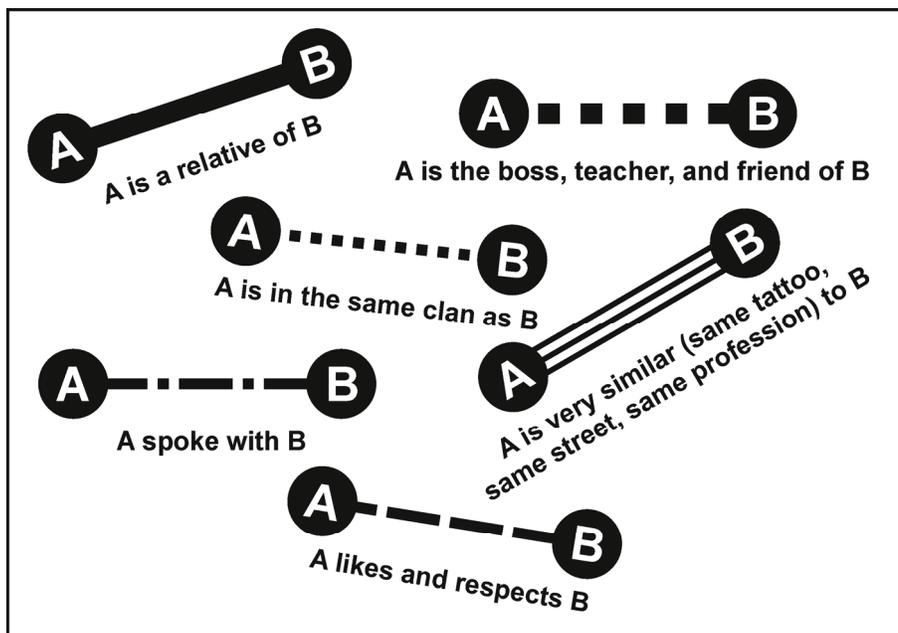 A
B
A is a relative of B
A
B
A is the boss, teacher, and friend of B
A
B
A is in the same clan as B
A
B
A is very similar (same tattoo,
same street, same profession) to B
A
B
A spoke with B
A
B
A likes and respects B